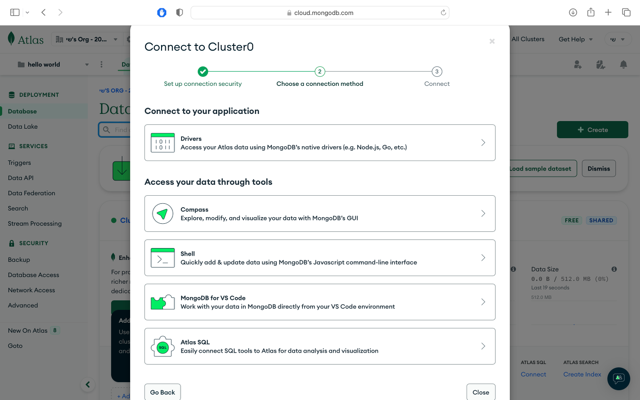 cloud.mongodb.com
Atlas
All Clusters
Get Help
hello world
DEPLOYMENT
Database
Data Lake
SERVICES
Triggers
Data API
Data Federation
Search
Stream Processing
SECURITY
Backup
Database Access
Network Access
Advanced
New On Atlas 8
Goto
Connect to Cluster0
Set up connection security
2
Choose a connection method
3
Connect
Connect to your application
Drivers
Access your Atlas data using MongoDB's native drivers (e.g. Node.js, Go, etc.)
Access your data through tools
Compass
Explore, modify, and visualize your data with MongoDB's GUI
Shell
Quickly add & update data using MongoDB's Javascript command-line interface
MongoDB for VS Code
Work with your data in MongoDB directly from your VS Code environment
Atlas SQL
Easily connect SQL tools to Atlas for data analysis and visualization
Go Back
Close
+ Create
Load sample dataset
Dismiss
FREE
SHARED
Data Size
0.0 B / 512.0 MB (0%)
Last 19 seconds
512.0 MB
ATLAS SQL
Connect
ATLAS SEARCH
Create Index